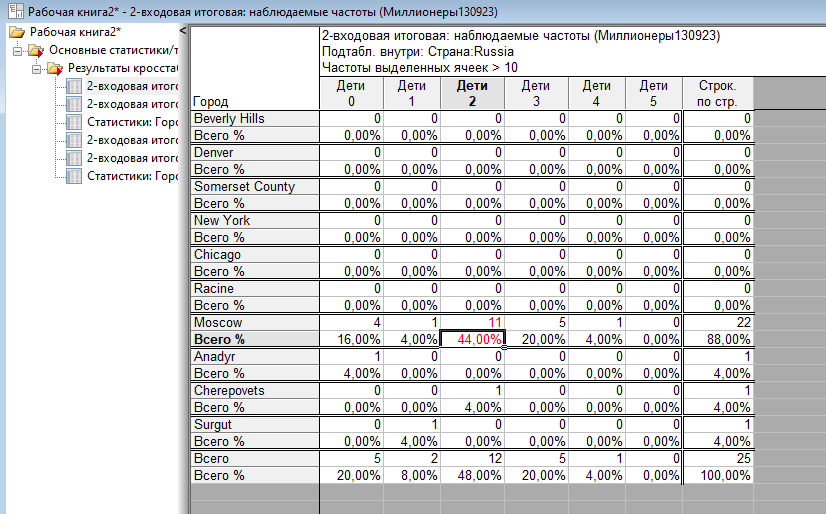 Рабочая книга2* - 2-входовая итоговая: наблюдаемые частоты (Миллионеры130923)
Рабочая книга2*
Основные статистики/т
Результаты кросста
2-входовая итого
2-входовая итого
Статистики: Горо
2-входовая итого
2-входовая итого
Статистики: Горо
2-входовая итоговая: наблюдаемые частоты (Миллионеры130923)
Подтабл. внутри: Страна:Russia
Частоты выделенных ячеек > 10
Город Дети 0 Дети 1 Дети 2 Дети 3 Дети 4 Дети 5 Строк. по стр.
Beverly Hills 0 0 0 0 0 0 0
Всего % 0,00% 0,00% 0,00% 0,00% 0,00% 0,00% 0,00%
Denver 0 0 0 0 0 0 0
Всего % 0,00% 0,00% 0,00% 0,00% 0,00% 0,00% 0,00%
Somerset County 0 0 0 0 0 0 0
Всего % 0,00% 0,00% 0,00% 0,00% 0,00% 0,00% 0,00%
New York 0 0 0 0 0 0 0
Всего % 0,00% 0,00% 0,00% 0,00% 0,00% 0,00% 0,00%
Chicago 0 0 0 0 0 0 0
Всего % 0,00% 0,00% 0,00% 0,00% 0,00% 0,00% 0,00%
Racine 0 0 0 0 0 0 0
Всего % 0,00% 0,00% 0,00% 0,00% 0,00% 0,00% 0,00%
Moscow 4 1 11 5 1 0 22
Всего % 16,00% 4,00% 44,00% 20,00% 4,00% 0,00% 88,00%
Anadyr 1 0 0 0 0 0 1
Всего % 4,00% 0,00% 0,00% 0,00% 0,00% 0,00% 4,00%
Cherepovets 0 0 1 0 0 0 1
Всего % 0,00% 0,00% 4,00% 0,00% 0,00% 0,00% 4,00%
Surgut 0 1 0 0 0 0 1
Всего % 0,00% 4,00% 0,00% 0,00% 0,00% 0,00% 4,00%
Всего 5 2 12 5 1 0 25
Всего % 20,00% 8,00% 48,00% 20,00% 4,00% 0,00% 100,00%